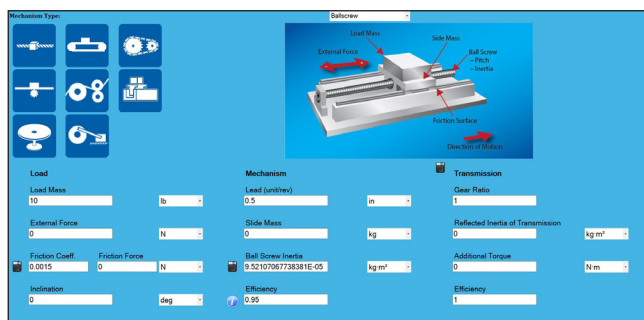 Mechanism Type:
Ballscrew
Load Mass
Side Mass
External Force
Ball Screw
– Pitch
– Inertia
Friction Surface
Direction of Motion
Load
Mechanism
Transmission
Load Mass
Lead (unit/rev)
Gear Ratio
10
lb
0.5
in
1
External Force
Slide Mass
Reflected Inertia of Transmission
0
N
0
kg
0
kg·m²
Friction Coeff.
Friction Force
Ball Screw Inertia
Additional Torque
0.0015
0
N
9.52107067738381E-05
kg·m²
0
N·m
Inclination
Efficiency
Efficiency
0
deg
0.95
1